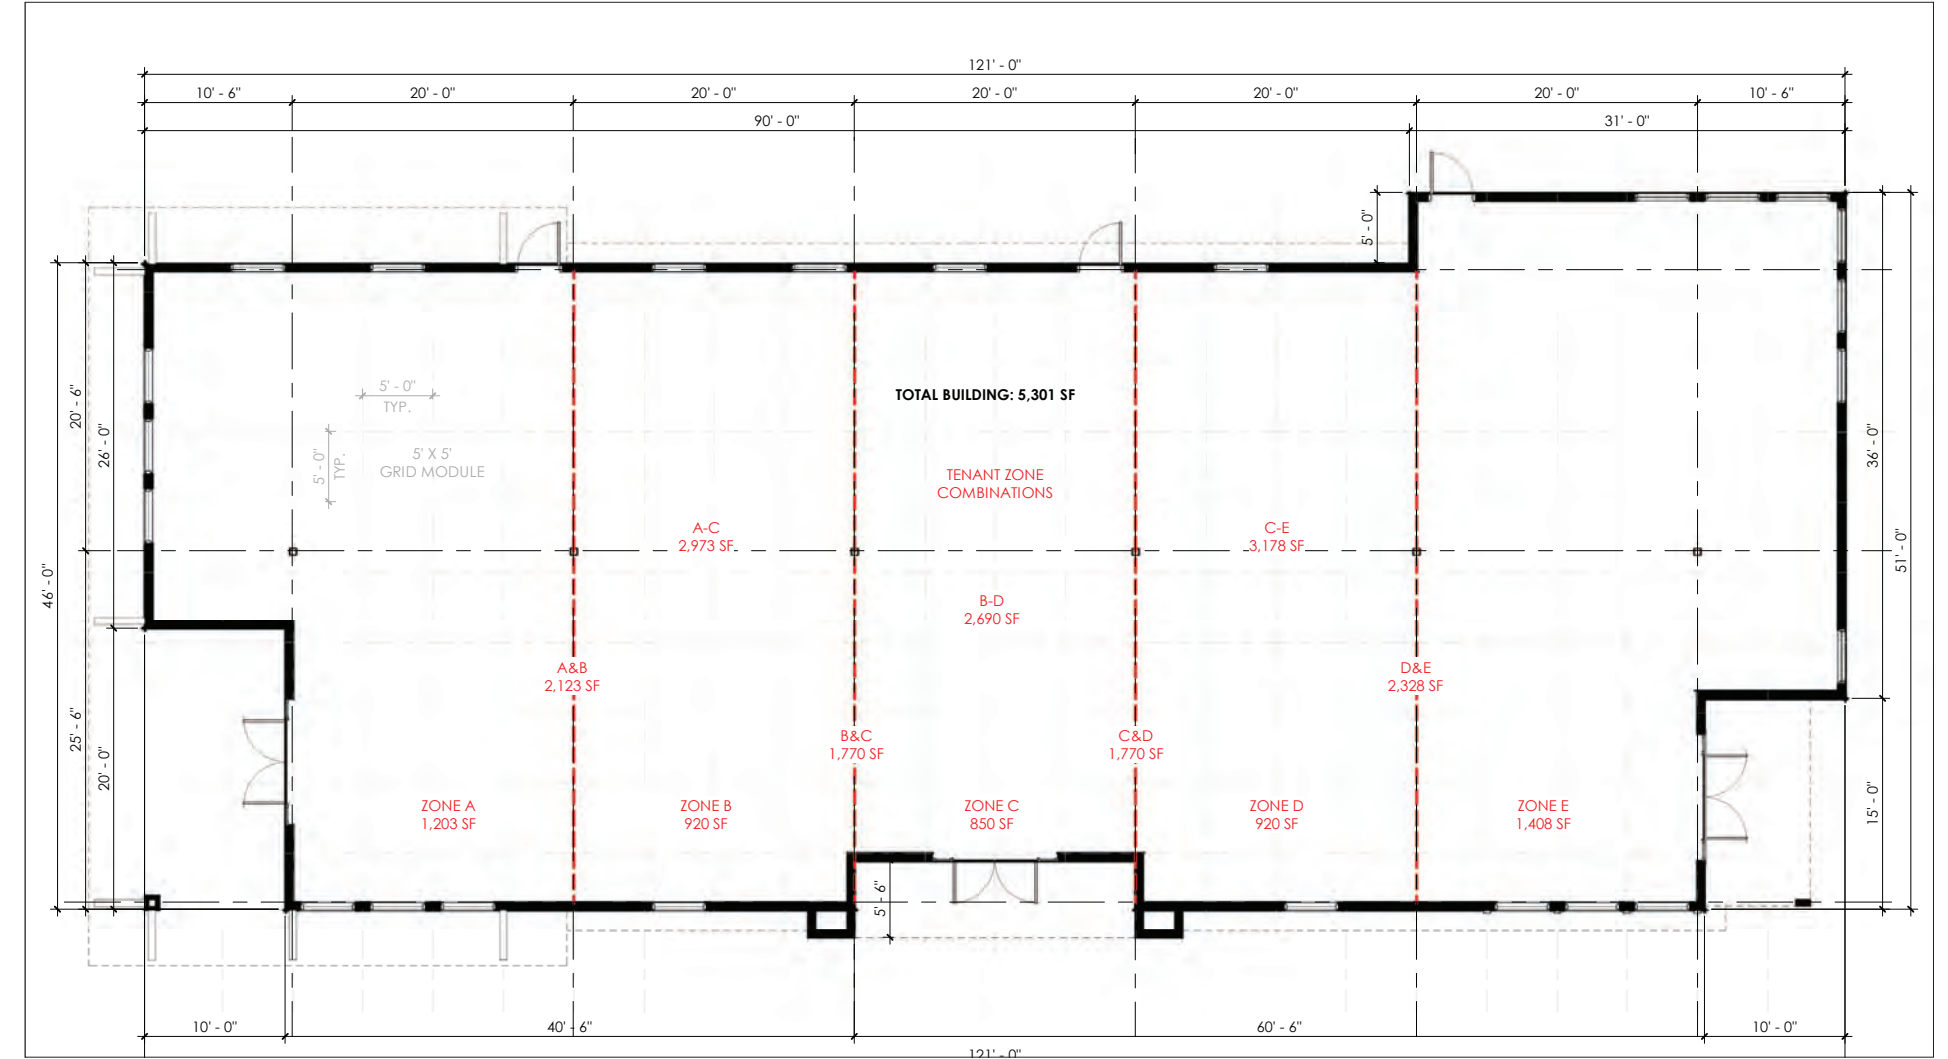 121' - 0"
10' - 6"
20' - 0"
20' - 0"
20' - 0"
20' - 0"
20' - 0"
10' - 6"
90' - 0"
31' - 0"
5' - 0"
20' - 6"
26' - 0"
46' - 0"
25' - 6"
20' - 0"
5' - 0"
TYP.
5' - 0"
TYP.
5' X 5'
GRID MODULE
TOTAL BUILDING: 5,301 SF
TENANT ZONE
COMBINATIONS
A-C
2,973 SF
C-E
3,178 SF
B-D
2,690 SF
A&B
2,123 SF
D&E
2,328 SF
B&C
1,770 SF
C&D
1,770 SF
ZONE A
1,203 SF
ZONE B
920 SF
ZONE C
850 SF
ZONE D
920 SF
ZONE E
1,408 SF
36' - 0"
51' - 0"
15' - 0"
5' - 6"
10' - 0"
40' - 6"
60' - 6"
10' - 0"
121' - 0"